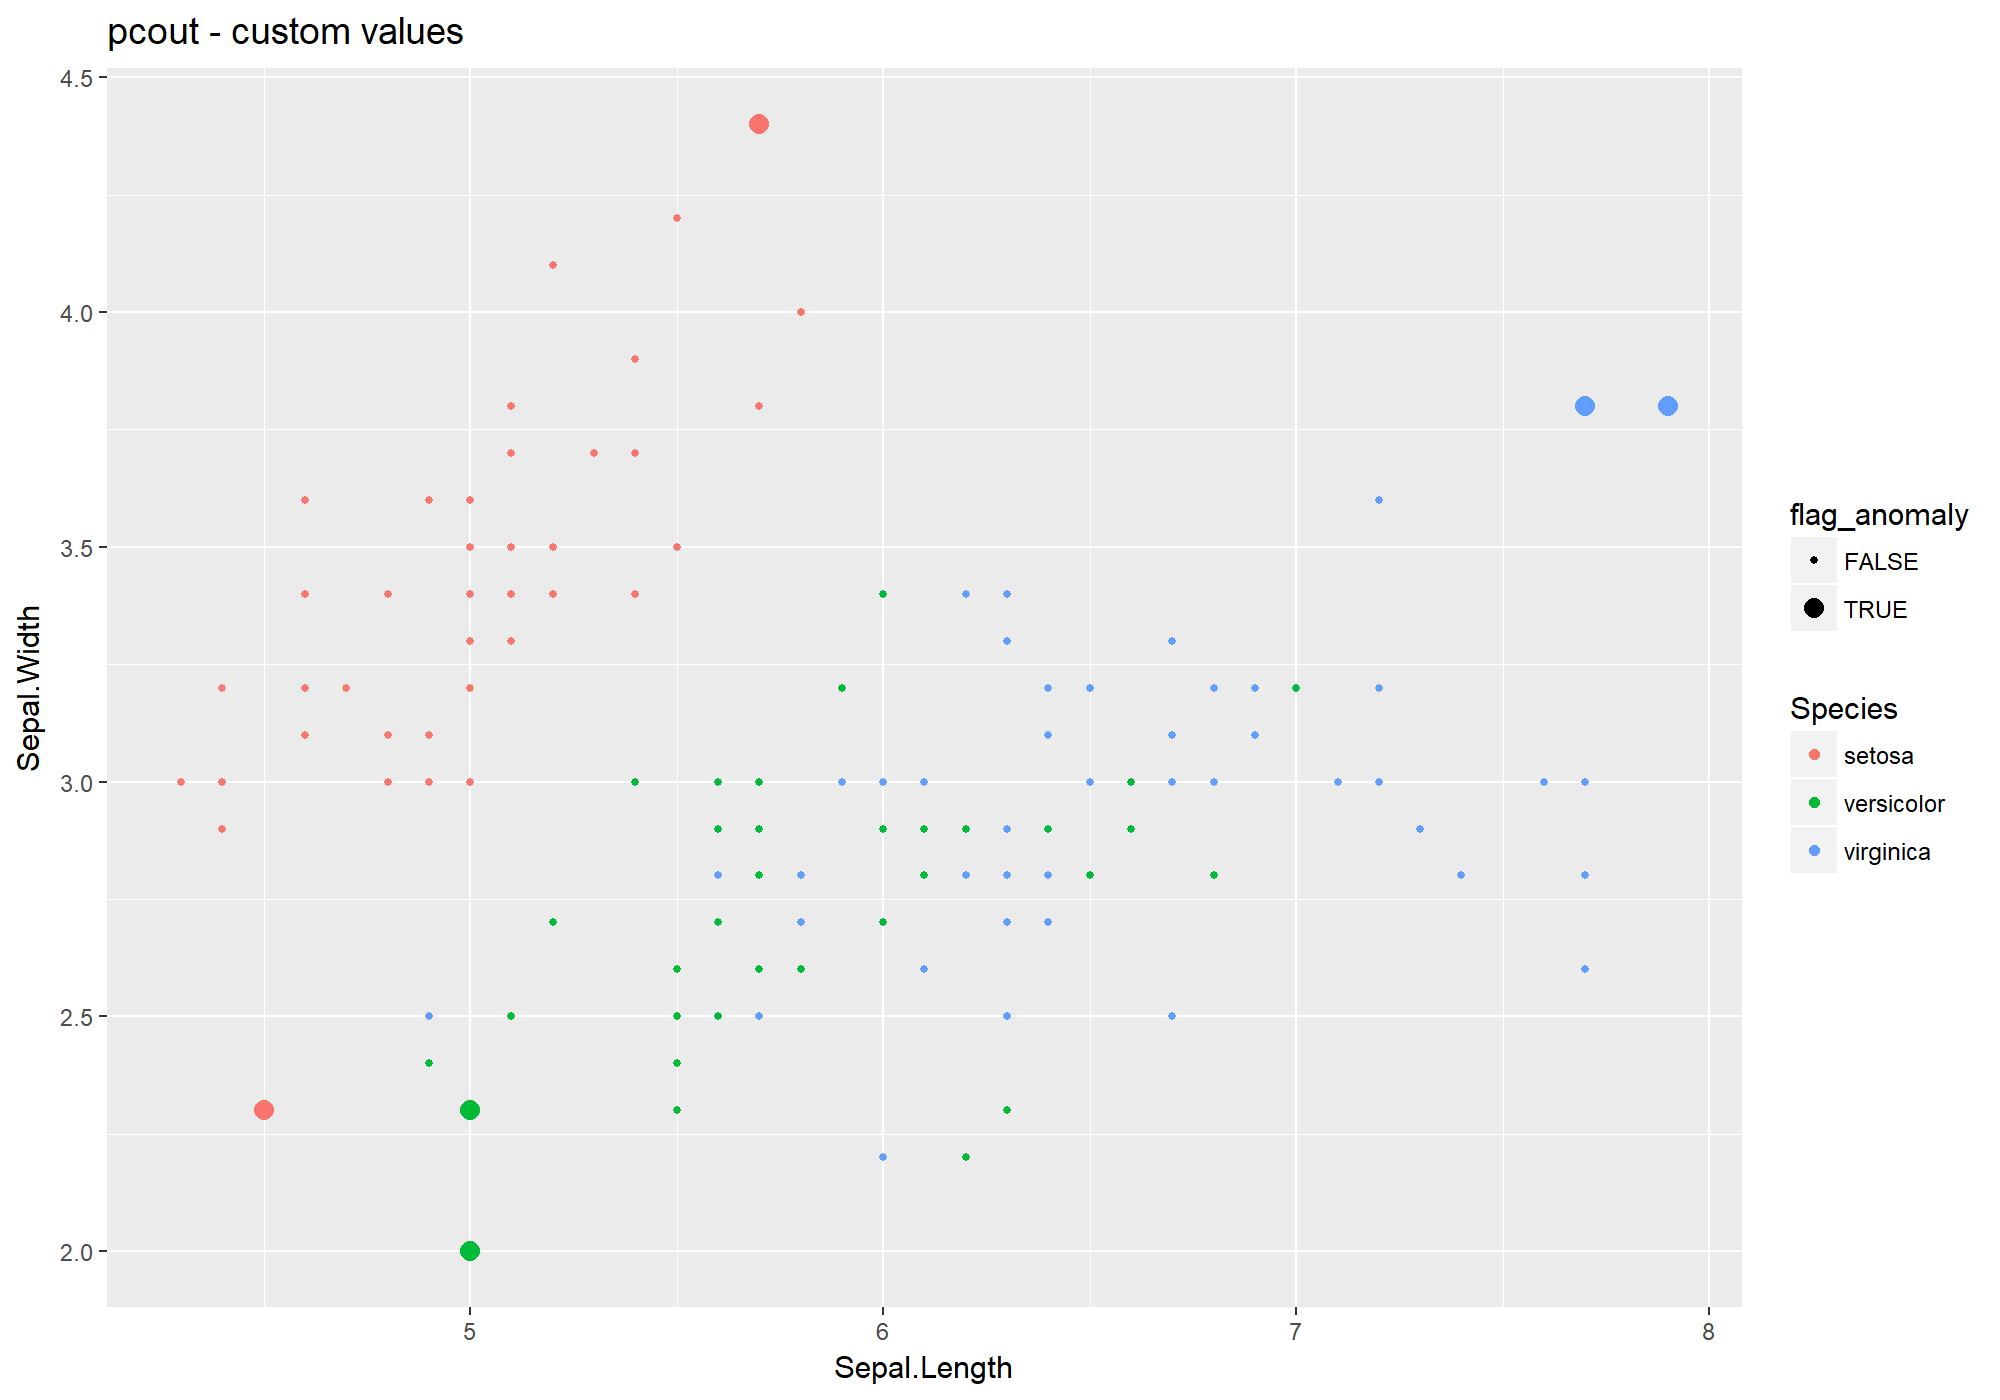 pcout - custom values
4.5
4.0
3.5
3.0
2.5
2.0
Sepal.Width
5
6
7
8
Sepal.Length
flag_anomaly
FALSE
TRUE
Species
setosa
versicolor
virginica